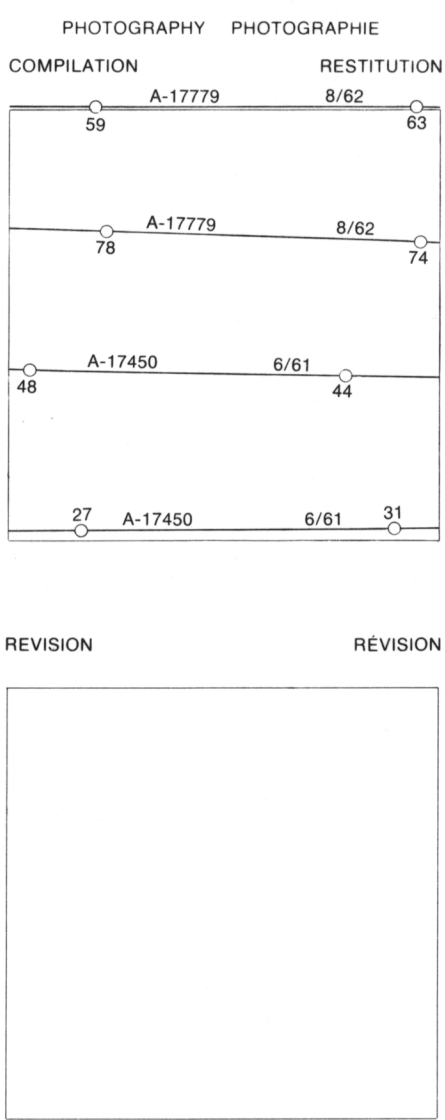 PHOTOGRAPHY PHOTOGRAPHIE
COMPILATION RESTITUTION
A-17779 8/62
59 63
A-17779 8/62
78 74
A-17450 6/61
48 44
27 A-17450 6/61 31
REVISION RÉVISION